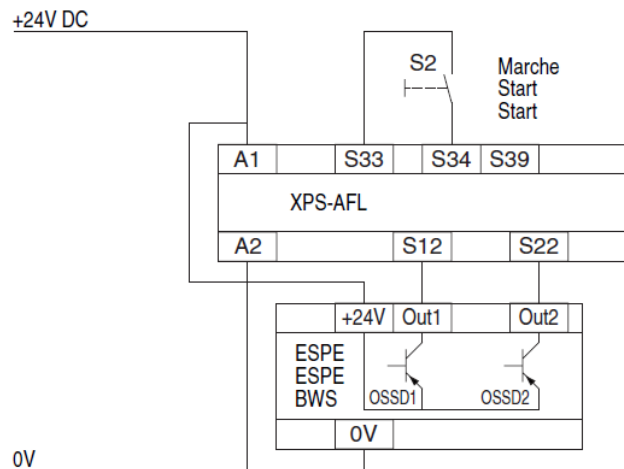 +24V DC
S2
Marche
Start
Start
A1 S33 S34 S39
XPS-AFL
A2 S12 S22
+24V Out1 Out2
ESPE
ESPE
BWS OSSD1 OSSD2
0V
0V